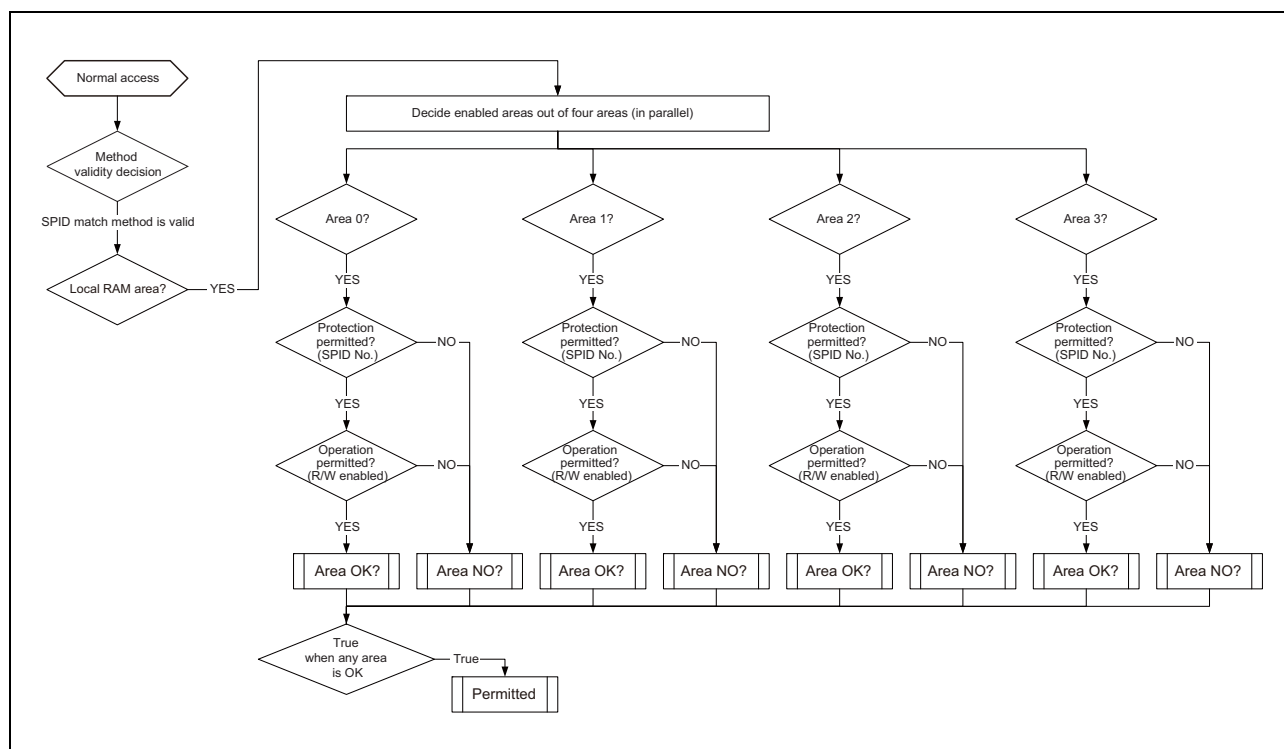 Normal access
Method
validity decision
SPID match method is valid
Local RAM area?
YES
Decide enabled areas out of four areas (in parallel)
Area 0?
Area 1?
Area 2?
Area 3?
YES
YES
YES
YES
Protection
permitted?
(SPID No.)
NO
Protection
permitted?
(SPID No.)
NO
Protection
permitted?
(SPID No.)
NO
Protection
permitted?
(SPID No.)
NO
YES
YES
YES
YES
Operation
permitted?
(R/W enabled)
NO
Operation
permitted?
(R/W enabled)
NO
Operation
permitted?
(R/W enabled)
NO
Operation
permitted?
(R/W enabled)
NO
YES
YES
YES
YES
Area OK?
Area NO?
Area OK?
Area NO?
Area OK?
Area NO?
Area OK?
Area NO?
True
when any area
is OK
True
Permitted